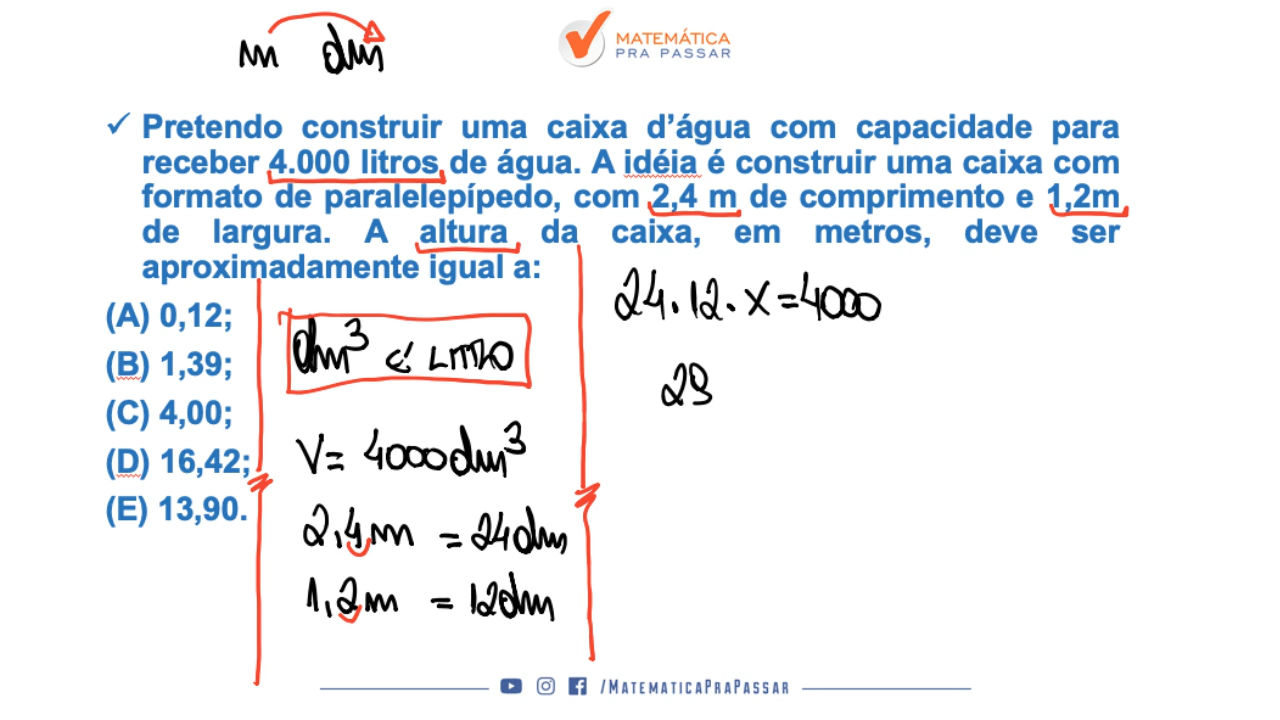 m dm
MATEMÁTICA
PRA PASSAR
✓ Pretendo construir uma caixa d’água com capacidade para
receber 4.000 litros de água. A idéia é construir uma caixa com
formato de paralelepípedo, com 2,4 m de comprimento e 1,2m
de largura. A altura da caixa, em metros, deve ser
aproximadamente igual a:
(A) 0,12;
(B) 1,39;
(C) 4,00;
(D) 16,42;
(E) 13,90.
dm³ é LITRO
V= 4000dm³
2,4m = 24dm
1,2m = 12dm
24.12.X=4000
28
/MATEMATICAPRAPASSAR